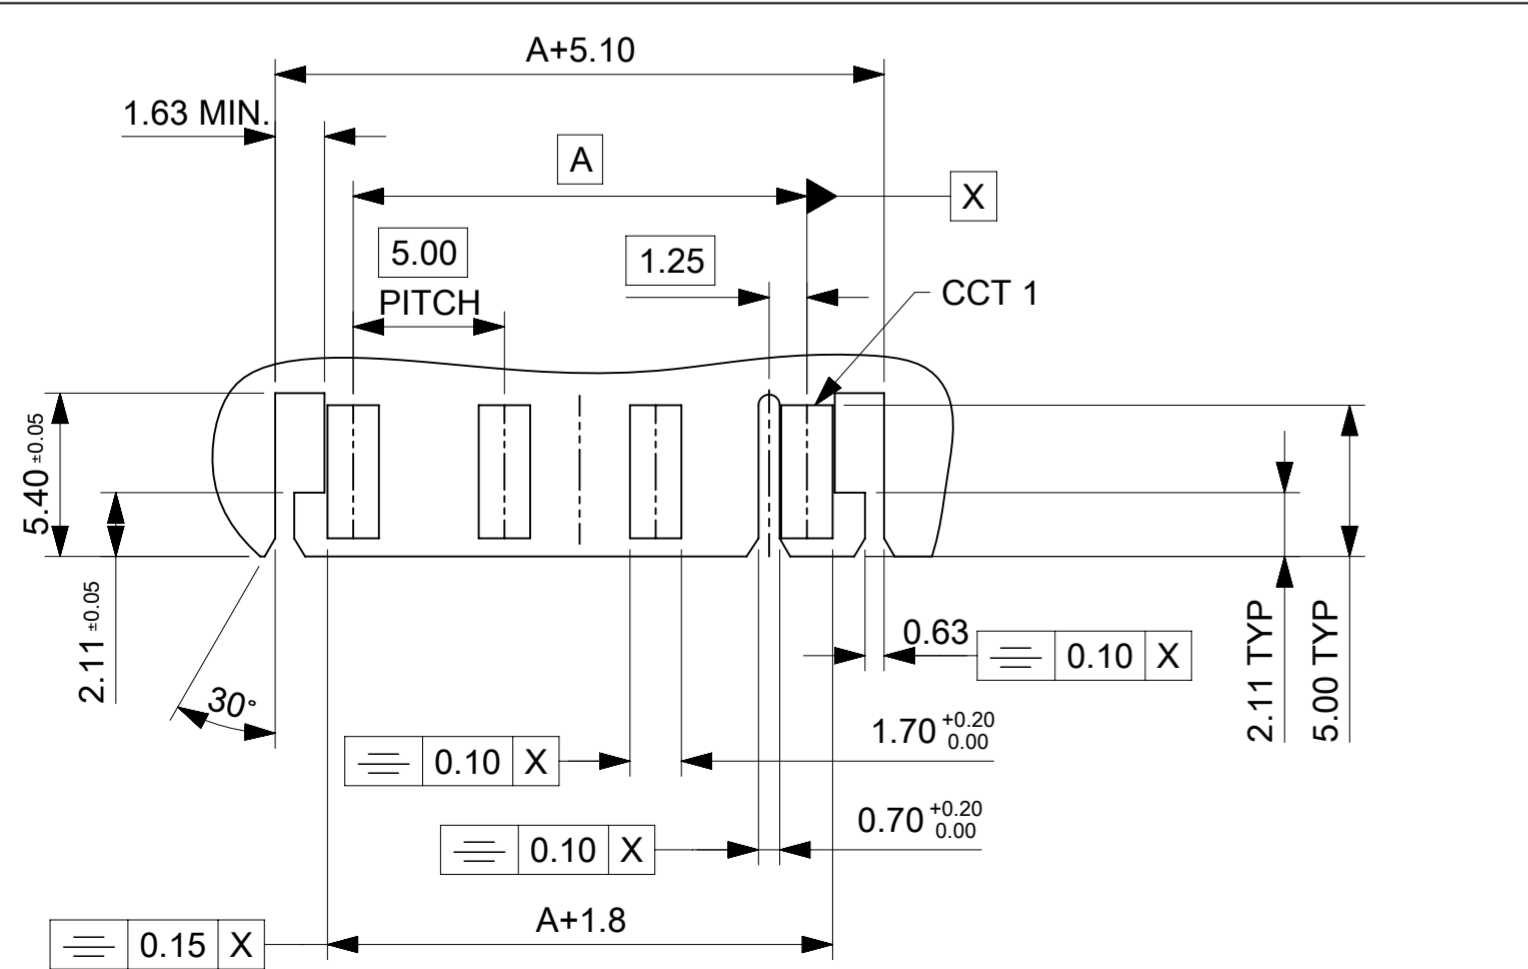 A+5.10
1.63 MIN.
A
X
5.00
PITCH
1.25
CCT 1
5.40 ±0.05
2.11 ±0.05
30°
0.63
0.10 X
2.11 TYP
5.00 TYP
1.70 +0.20 0.00
0.10 X
0.70 +0.20 0.00
0.10 X
A+1.8
0.15 X